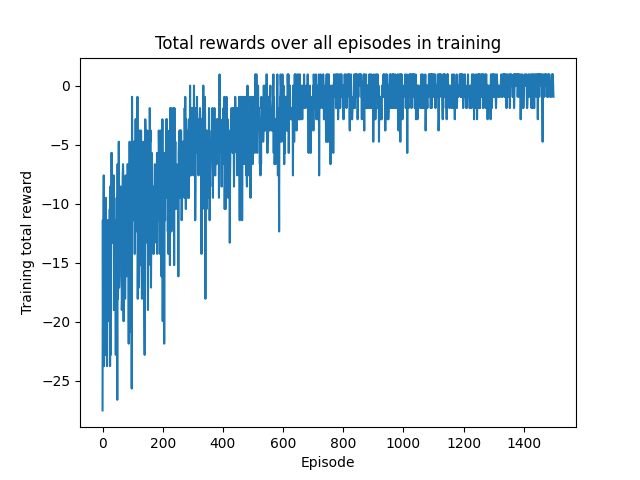 Total rewards over all episodes in training
Training total reward
0
−5
−10
−15
−20
−25
0 200 400 600 800 1000 1200 1400
Episode